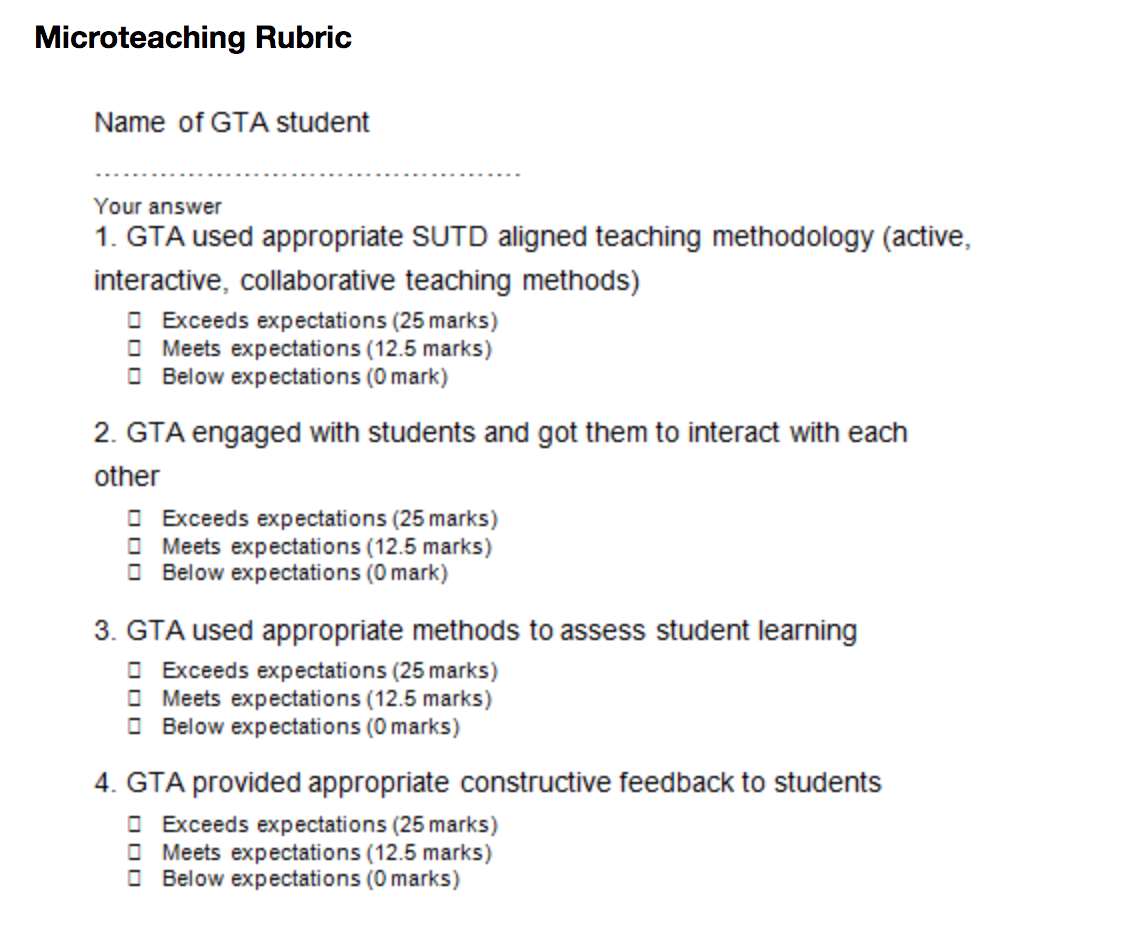 Microteaching Rubric
Name of GTA student
................................................
Your answer
1. GTA used appropriate SUTD aligned teaching methodology (active,
interactive, collaborative teaching methods)
Exceeds expectations (25 marks)
Meets expectations (12.5 marks)
Below expectations (0 mark)
2. GTA engaged with students and got them to interact with each
other
Exceeds expectations (25 marks)
Meets expectations (12.5 marks)
Below expectations (0 mark)
3. GTA used appropriate methods to assess student learning
Exceeds expectations (25 marks)
Meets expectations (12.5 marks)
Below expectations (0 marks)
4. GTA provided appropriate constructive feedback to students
Exceeds expectations (25 marks)
Meets expectations (12.5 marks)
Below expectations (0 marks)